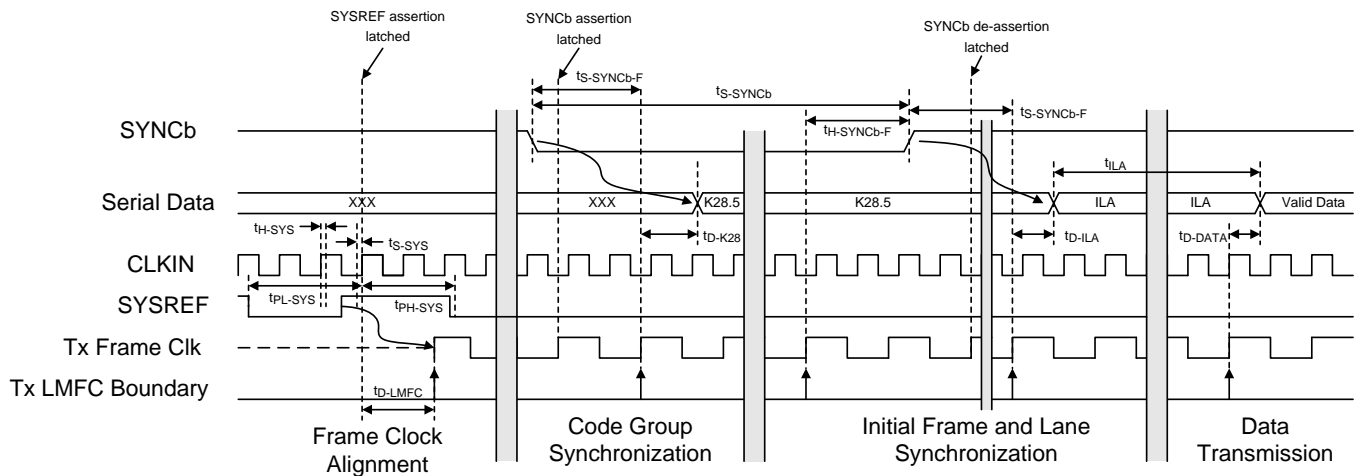 SYSREF assertion
latched
SYNCb assertion
latched
SYNCb de-assertion
latched
tS-SYNCb-F
tS-SYNCb
tS-SYNCb-F
SYNCb
tH-SYNCb-F
tILA
Serial Data
XXX
XXX
K28.5
K28.5
ILA
ILA
Valid Data
tH-SYS
tS-SYS
tD-K28
tD-ILA
tD-DATA
CLKIN
tPL-SYS
tPH-SYS
SYSREF
Tx Frame Clk
Tx LMFC Boundary
tD-LMFC
Frame Clock
Alignment
Code Group
Synchronization
Initial Frame and Lane
Synchronization
Data
Transmission